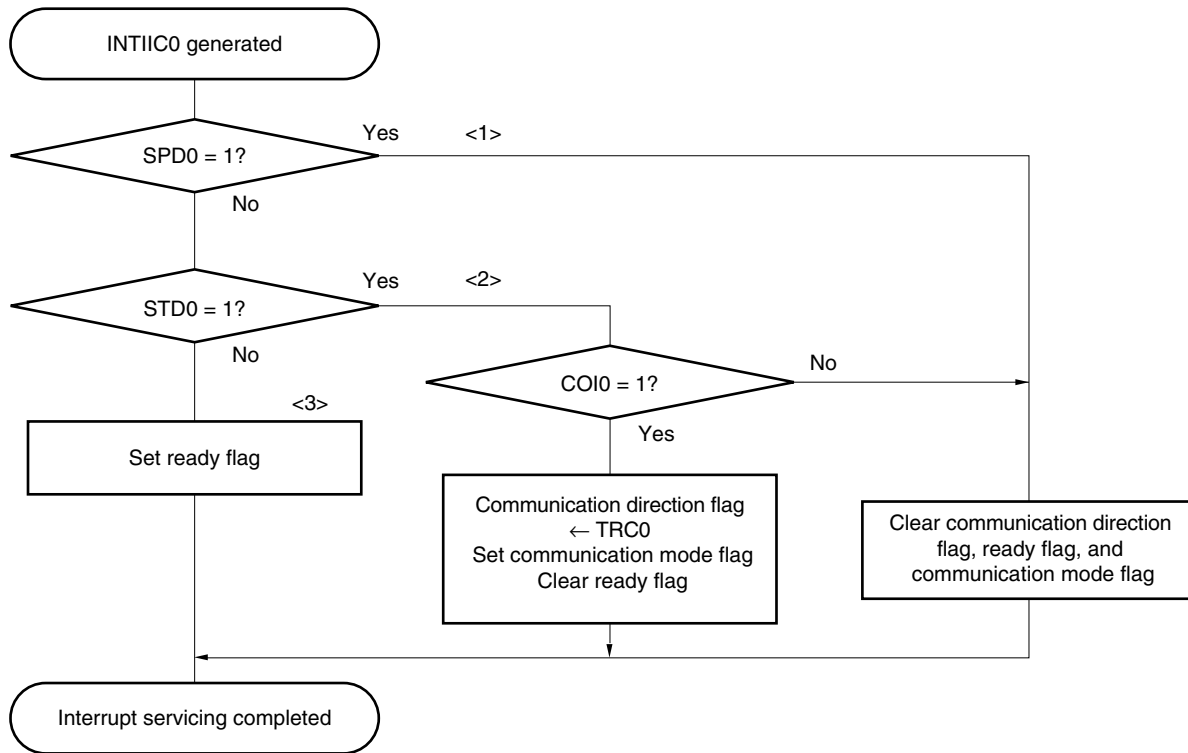 INTIIC0 generated
Yes
<1>
SPD0 = 1?
No
Yes
<2>
STD0 = 1?
No
No
COI0 = 1?
<3>
Yes
Set ready flag
Communication direction flag
← TRC0
Set communication mode flag
Clear ready flag
Clear communication direction
flag, ready flag, and
communication mode flag
Interrupt servicing completed